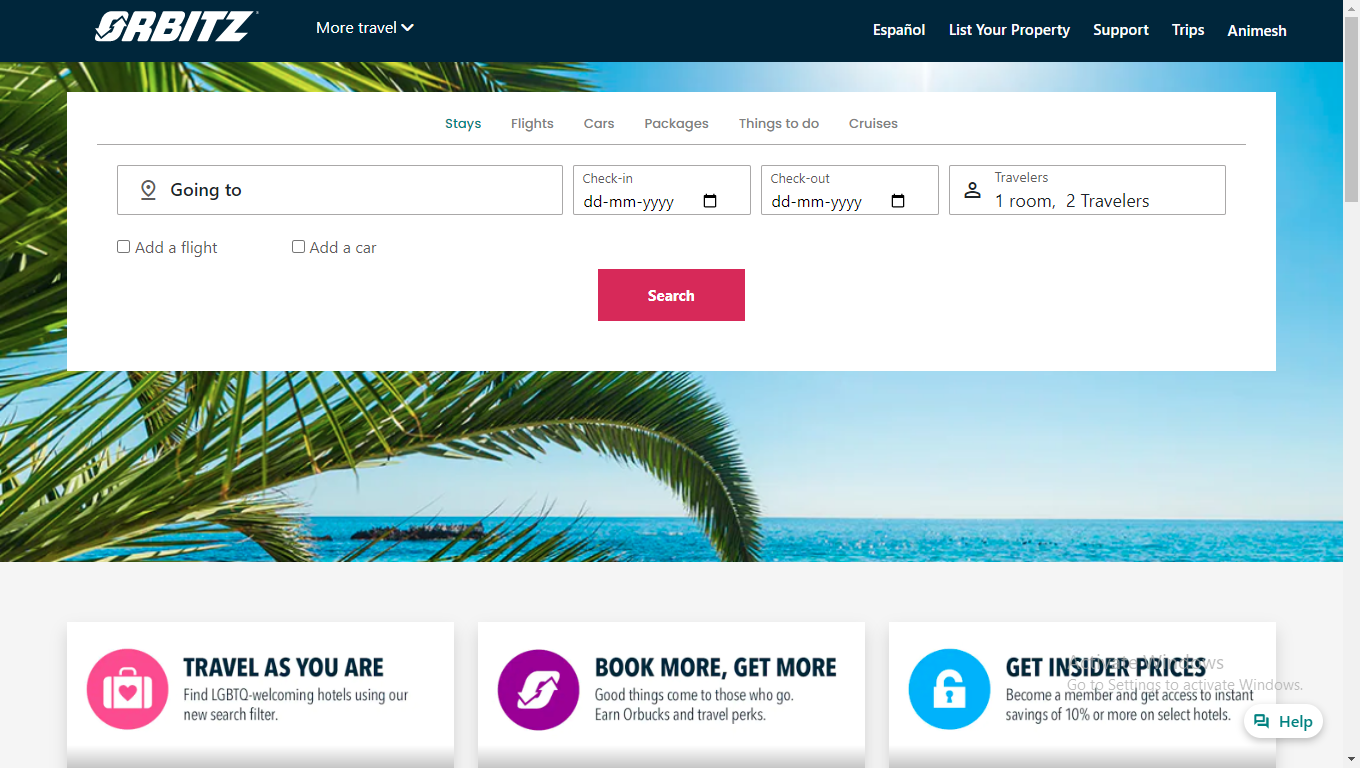 ORBITZ
More travel
Español List Your Property Support Trips Animesh
Stays Flights Cars Packages Things to do Cruises
Going to
Check-in
dd-mm-yyyy
Check-out
dd-mm-yyyy
Travelers
1 room, 2 Travelers
Add a flight Add a car
Search
TRAVEL AS YOU ARE
Find LGBTQ-welcoming hotels using our
new search filter.
BOOK MORE, GET MORE
Good things come to those who go.
Earn Orbucks and travel perks.
GET INSIDER PRICES
Become a member and get access to instant
savings of 10% or more on select hotels.
Activate Windows
Go to Settings to activate Windows.
Help